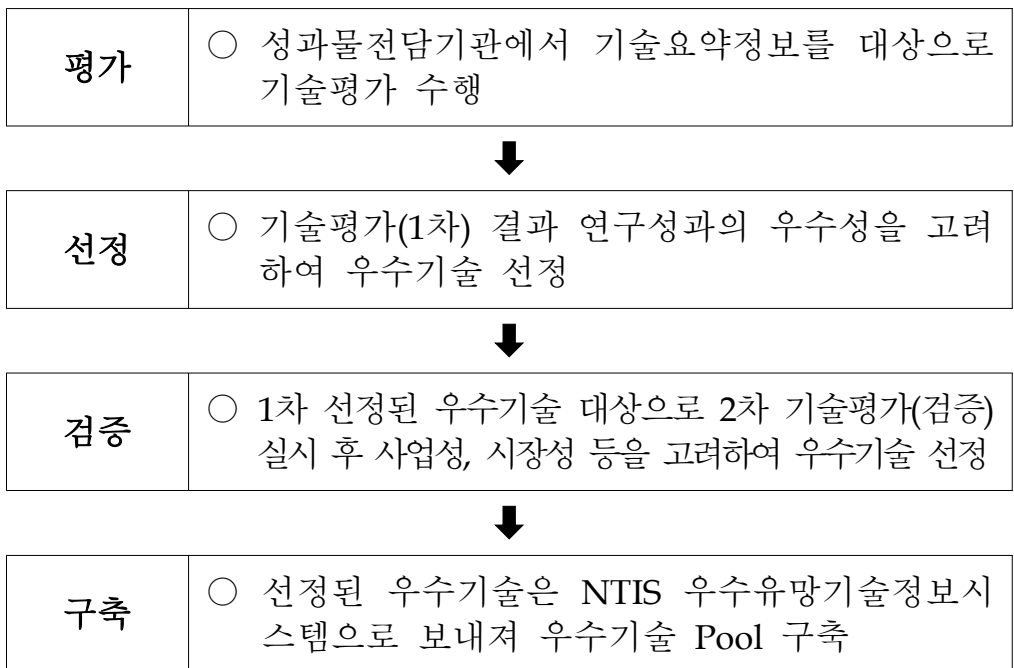 평가
○ 성과물전담기관에서 기술요약정보를 대상으로
기술평가 수행
선정
○ 기술평가(1차) 결과 연구성과의 우수성을 고려
하여 우수기술 선정
검증
○ 1차 선정된 우수기술 대상으로 2차 기술평가(검증)
실시 후 사업성, 시장성 등을 고려하여 우수기술 선정
구축
○ 선정된 우수기술은 NTIS 우수유망기술정보시
스템으로 보내져 우수기술 Pool 구축